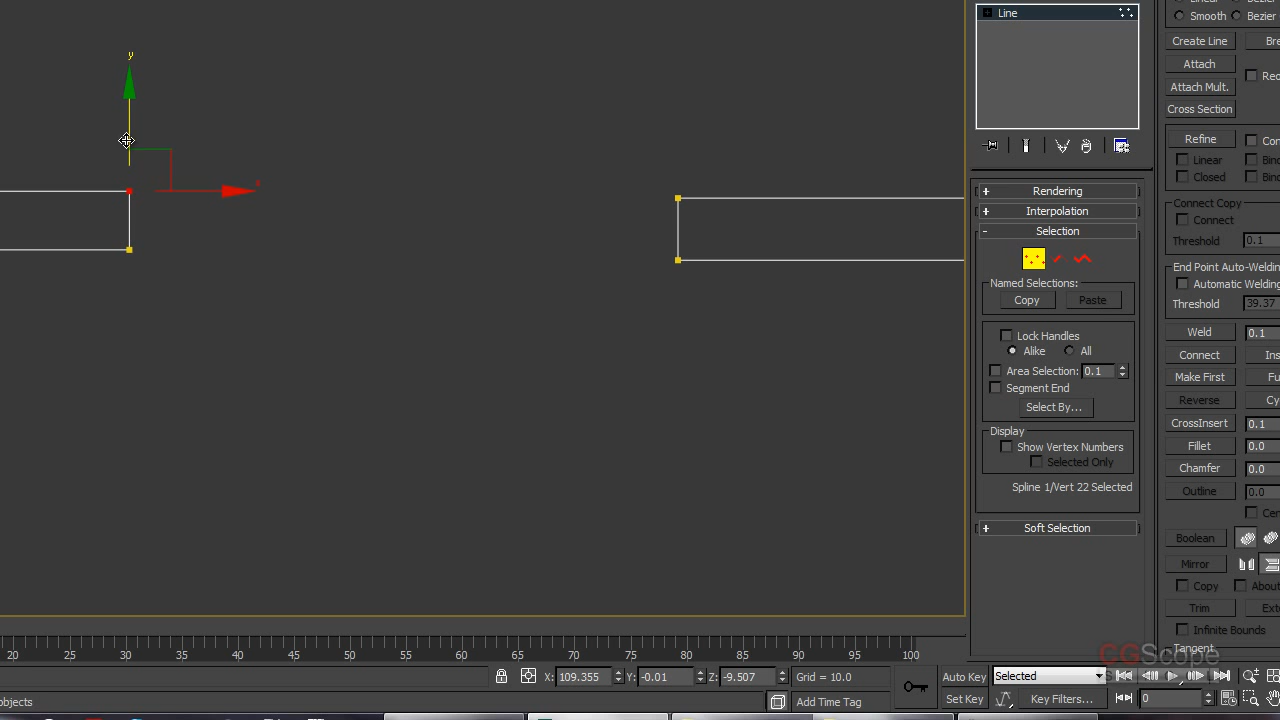 Line
Smooth
Bezier
Create Line
Attach
Attach Mult.
Cross Section
Refine
Linear
Closed
Connect Copy
Connect
Threshold 0.1
End Point Auto-Welding
Automatic Welding
Threshold 39.37
Weld 0.1
Connect
Make First
Reverse
CrossInsert 0.1
Fillet 0.0
Chamfer 0.0
Outline 0.0
Boolean
Mirror
Copy
Trim
Infinite Bounds
Tangent
y
x
+ Rendering
+ Interpolation
- Selection
Named Selections:
Copy Paste
Lock Handles
Alike All
Area Selection: 0.1
Segment End
Select By...
Display
Show Vertex Numbers
Selected Only
Spline 1/Vert 22 Selected
+ Soft Selection
CGScope
20 25 30 35 40 45 50 55 60 65 70 75 80 85 90 95 100
X: 109.355 Y: -0.01 Z: -9.507 Grid = 10.0
Auto Key Selected
Add Time Tag
Set Key Key Filters... 0